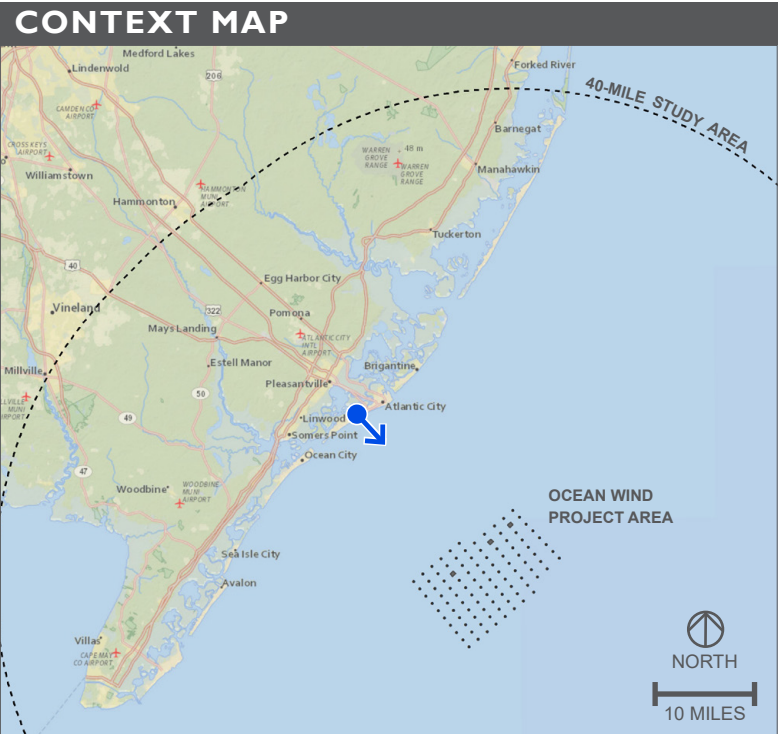 CONTEXT MAP
Medford Lakes
Lindenwold
206
Forked River
40-MILE STUDY AREA
CAMDEN CO
AIRPORT
Barnegat
CROSS KEYS
AIRPORT
WARREN
GROVE
RANGE
48 m
WARREN
GROVE
RANGE
Manahawkin
Williamstown
HAMMONTON
MUNI
AIRPORT
Hammonton
Tuckerton
40
Egg Harbor City
Vineland
322
Pomona
Mays Landing
ATLANTIC CITY
INTL
AIRPORT
Millville
Estell Manor
Brigantine
Pleasantville
LLVILLE
MUNI
AIRPORT
50
49
Linwood
Atlantic City
Somers Point
Ocean City
47
Woodbine
WOODBINE
MUNI
AIRPORT
OCEAN WIND
PROJECT AREA
Sea Isle City
Avalon
Villas
CAPE MAY
CO AIRPORT
NORTH
10 MILES